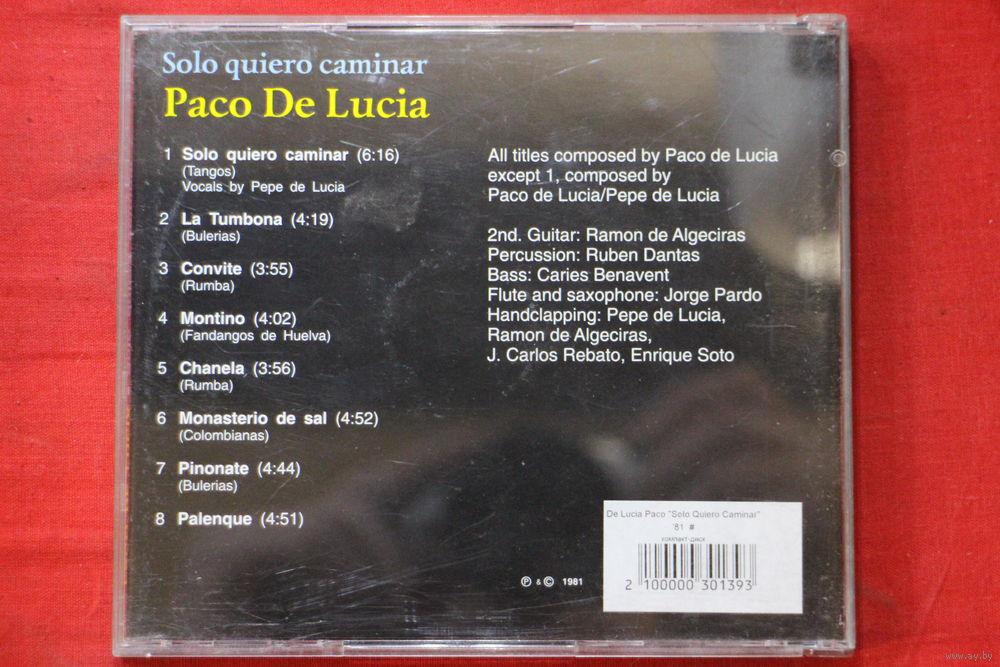 Solo quiero caminar
Paco De Lucia
1 Solo quiero caminar (6:16)
(Tangos)
Vocals by Pepe de Lucia
2 La Tumbona (4:19)
(Bulerias)
3 Convite (3:55)
(Rumba)
4 Montino (4:02)
(Fandangos de Huelva)
5 Chanela (3:56)
(Rumba)
6 Monasterio de sal (4:52)
(Colombianas)
7 Pinonate (4:44)
(Bulerias)
8 Palenque (4:51)
All titles composed by Paco de Lucia
except 1, composed by
Paco de Lucia/Pepe de Lucia
2nd. Guitar: Ramon de Algeciras
Percussion: Ruben Dantas
Bass: Caries Benavent
Flute and saxophone: Jorge Pardo
Handclapping: Pepe de Lucia,
Ramon de Algeciras,
J. Carlos Rebato, Enrique Soto
℗ & © 1981
De Lucia Paco "Solo Quiero Caminar"
'81 #
компакт-диск
2 100000 301393
www.ay.by